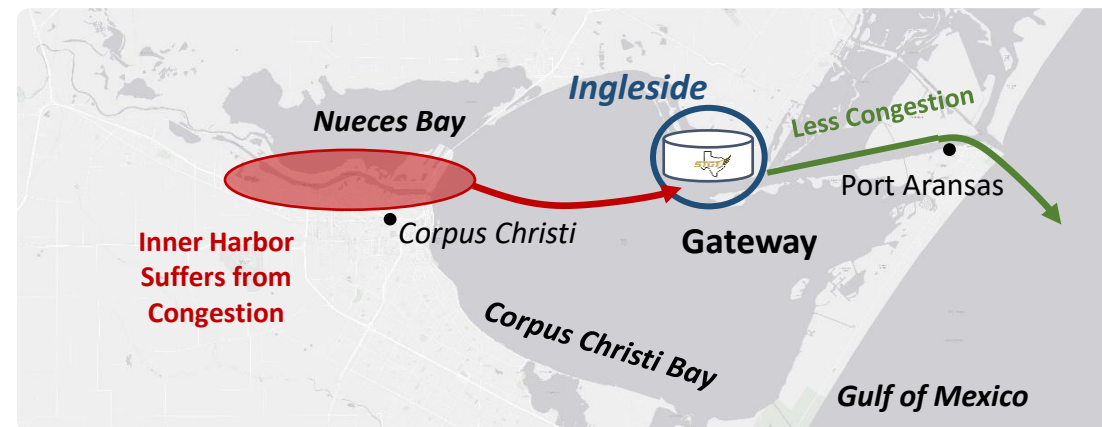 Ingleside
Nueces Bay
Less Congestion
STGT
Port Aransas
Corpus Christi
Gateway
Inner Harbor
Suffers from
Congestion
Corpus Christi Bay
Gulf of Mexico